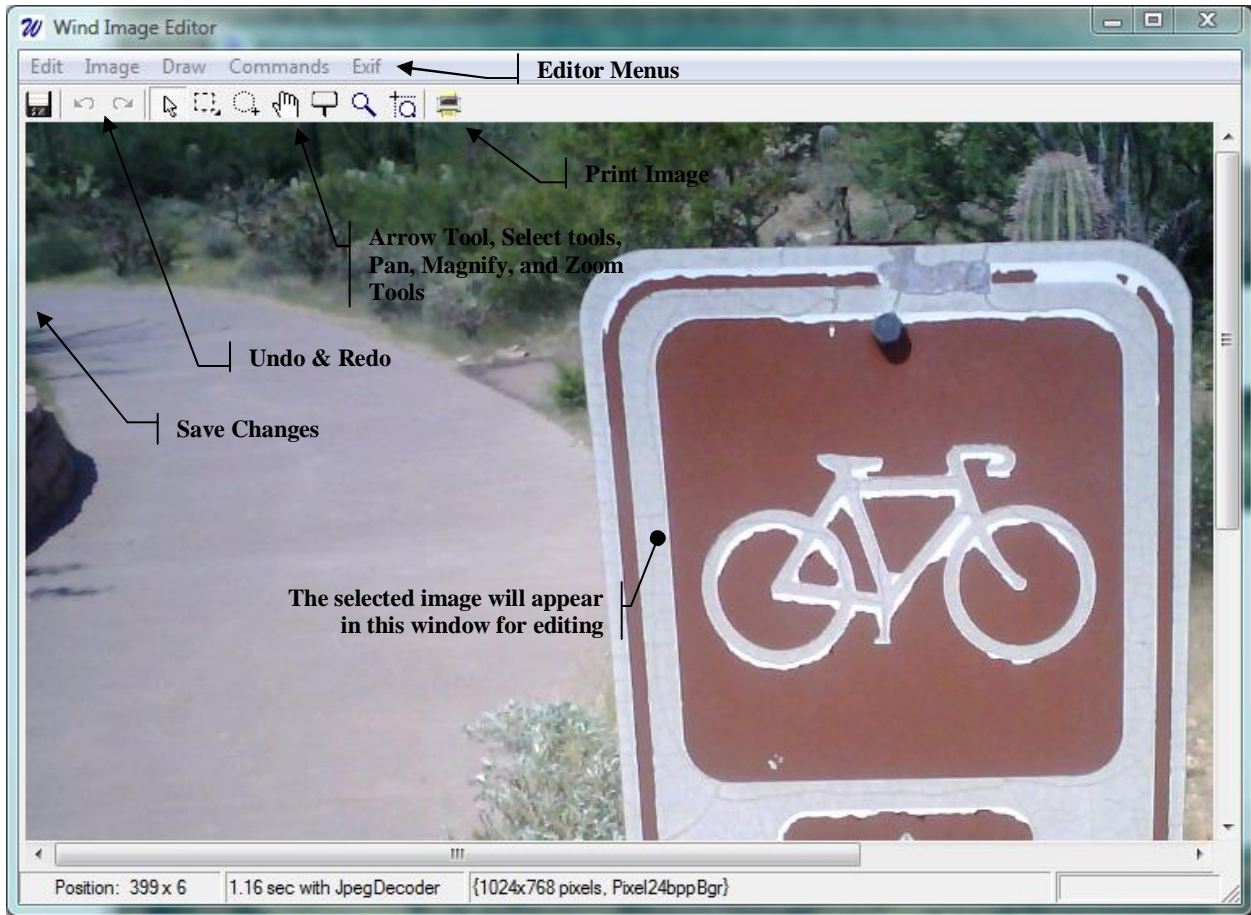 W Wind Image Editor
Edit Image Draw Commands Exif
Editor Menus
Print Image
Arrow Tool, Select tools,
Pan, Magnify, and Zoom
Tools
Undo & Redo
Save Changes
The selected image will appear
in this window for editing
Position: 399 x 6 1.16 sec with JpegDecoder {1024x768 pixels, Pixel24bppBgr}